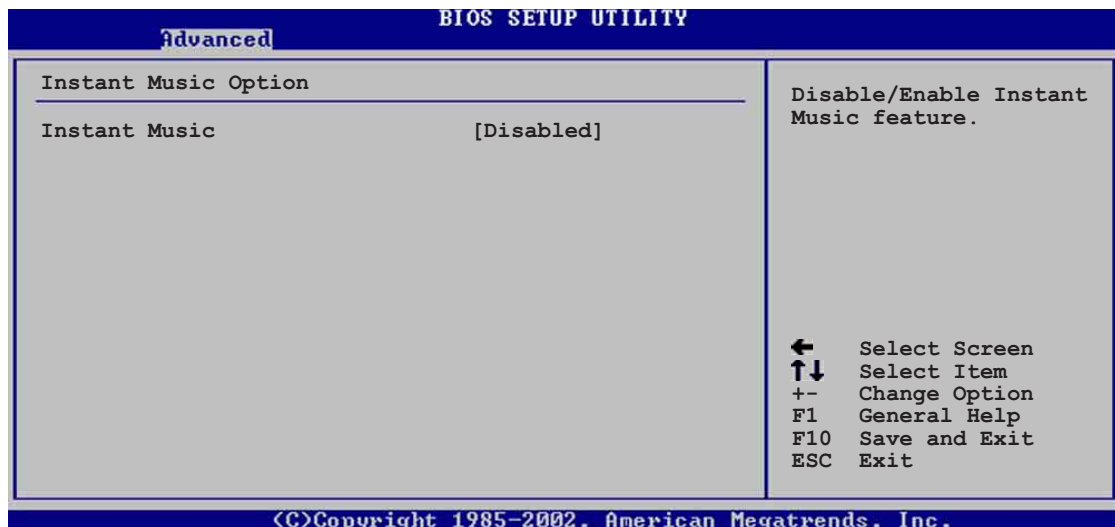 BIOS SETUP UTILITY
Advanced
Instant Music Option
Instant Music [Disabled]
Disable/Enable Instant
Music feature.
← Select Screen
↑↓ Select Item
+- Change Option
F1 General Help
F10 Save and Exit
ESC Exit
(C)Copyright 1985-2002, American Megatrends, Inc.